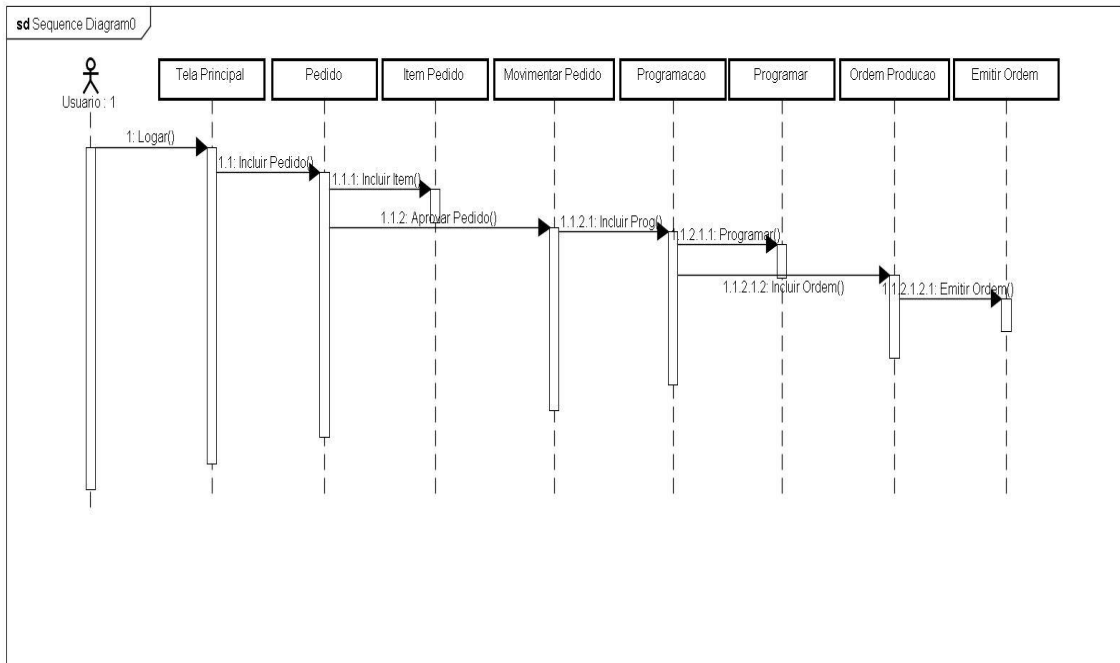 sd Sequence Diagram0
Usuario : 1
Tela Principal
Pedido
Item Pedido
Movimentar Pedido
Programacao
Programar
Ordem Producao
Emitir Ordem
1: Logar()
1.1: Incluir Pedido()
1.1.1: Incluir Item()
1.1.2: Aprovar Pedido()
1.1.2.1: Incluir Prog()
1.1.2.1.1: Programar()
1.1.2.1.2: Incluir Ordem()
1.1.2.1.2.1: Emitir Ordem()